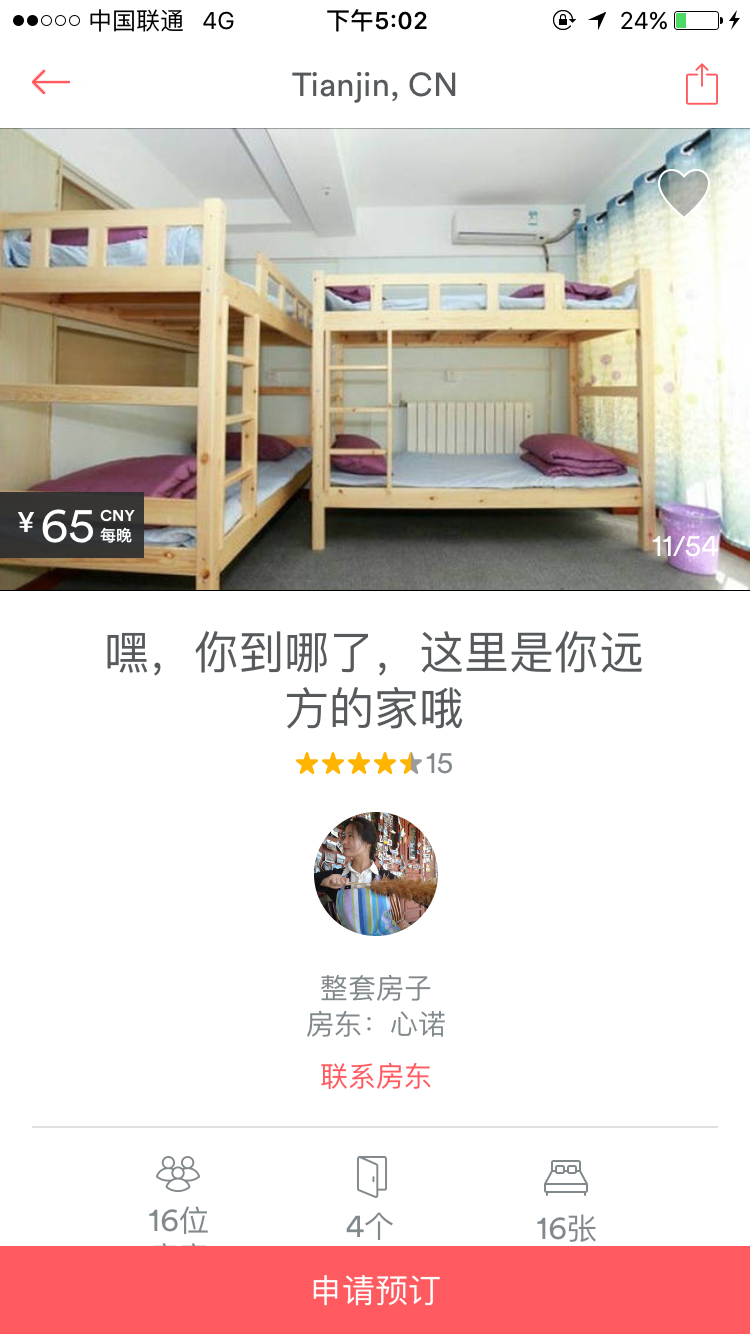 中国联通 4G 下午5:02 24%
Tianjin, CN
¥65 CNY 每晚
11/54
嘿，你到哪了，这里是你远
方的家哦
15
整套房子
房东：心诺
联系房东
16位 4个 16张
申请预订